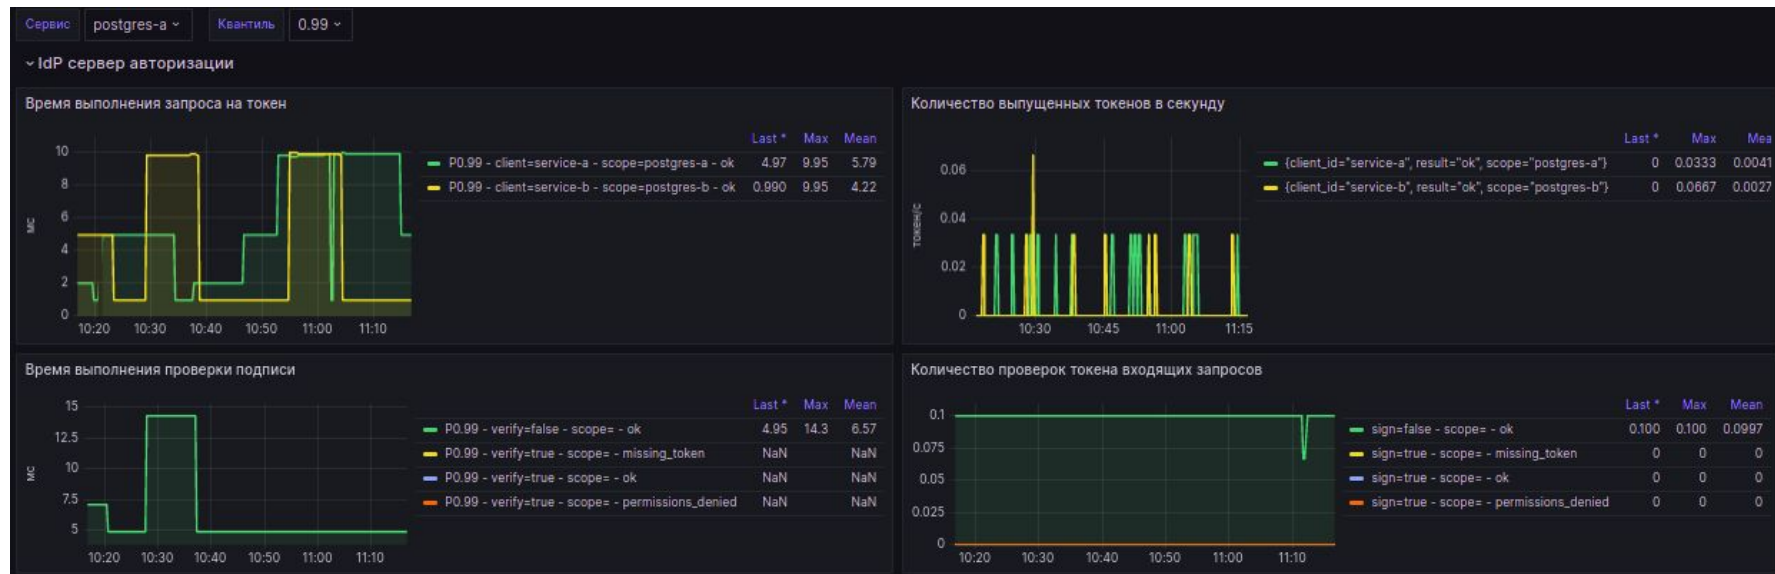 Сервис postgres-a Квантиль 0.99
IdP сервер авторизации
Время выполнения запроса на токен
Last * Max Mean
P0.99 - client=service-a - scope=postgres-a - ok 4.97 9.95 5.79
P0.99 - client=service-b - scope=postgres-b - ok 0.990 9.95 4.22
мс
10
8
6
4
2
0
10:20 10:30 10:40 10:50 11:00 11:10
Количество выпущенных токенов в секунду
Last * Max Mea
{client_id="service-a", result="ok", scope="postgres-a"} 0 0.0333 0.0041
{client_id="service-b", result="ok", scope="postgres-b"} 0 0.0667 0.0027
токен/с
0.06
0.04
0.02
0
10:30 10:45 11:00 11:15
Время выполнения проверки подписи
Last * Max Mean
P0.99 - verify=false - scope= - ok 4.95 14.3 6.57
P0.99 - verify=true - scope= - missing_token NaN NaN
P0.99 - verify=true - scope= - ok NaN NaN
P0.99 - verify=true - scope= - permissions_denied NaN NaN
мс
15
12.5
10
7.5
5
10:20 10:30 10:40 10:50 11:00 11:10
Количество проверок токена входящих запросов
Last * Max Mean
sign=false - scope= - ok 0.100 0.100 0.0997
sign=true - scope= - missing_token 0 0 0
sign=true - scope= - ok 0 0 0
sign=true - scope= - permissions_denied 0 0 0
0.1
0.075
0.05
0.025
0
10:20 10:30 10:40 10:50 11:00 11:10